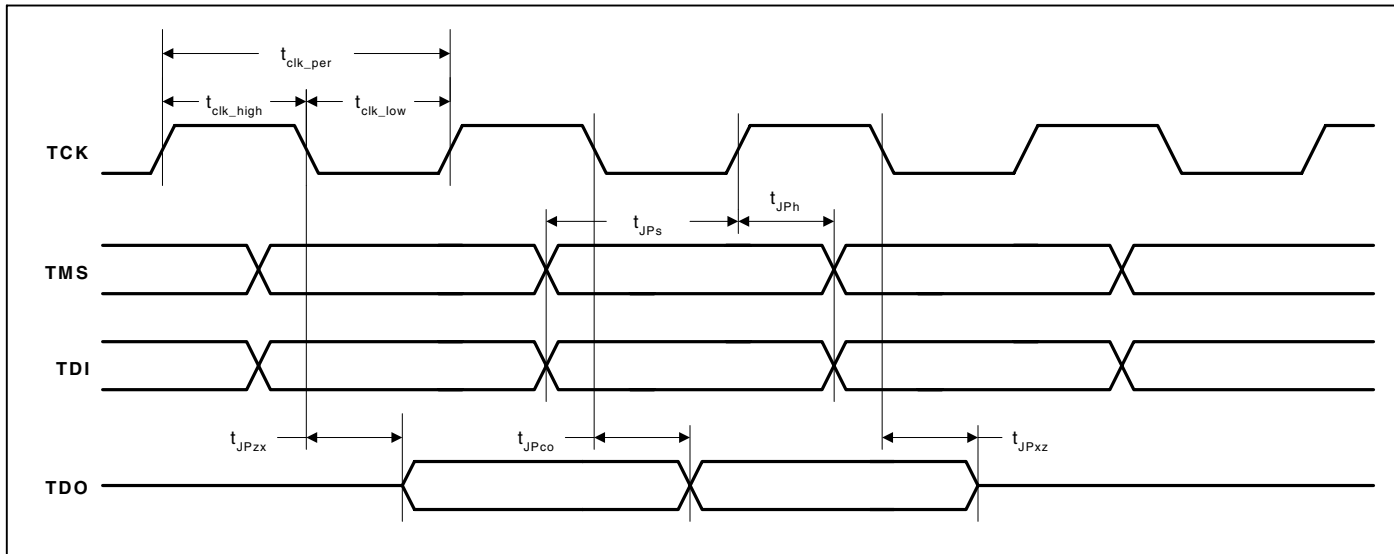 t_clk_per
t_clk_high t_clk_low
TCK
t_JPs t_JPh
TMS
TDI
t_JPzx t_JPco t_JPxz
TDO